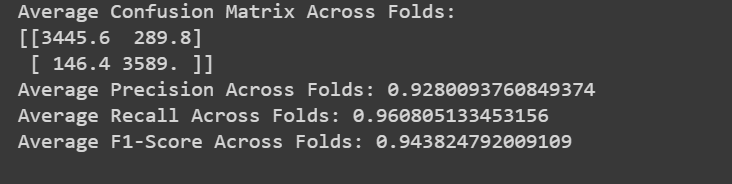 Average Confusion Matrix Across Folds:
[[3445.6  289.8]
 [ 146.4 3589. ]]
Average Precision Across Folds: 0.9280093760849374
Average Recall Across Folds: 0.960805133453156
Average F1-Score Across Folds: 0.943824792009109